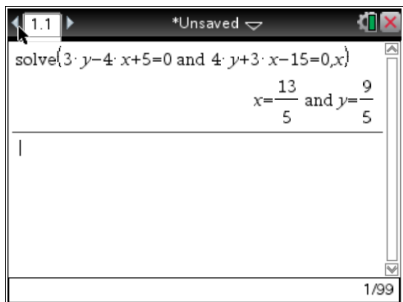 1.1 *Unsaved
solve(3·y−4·x+5=0 and 4·y+3·x−15=0,x)
x=13/5 and y=9/5
1/99